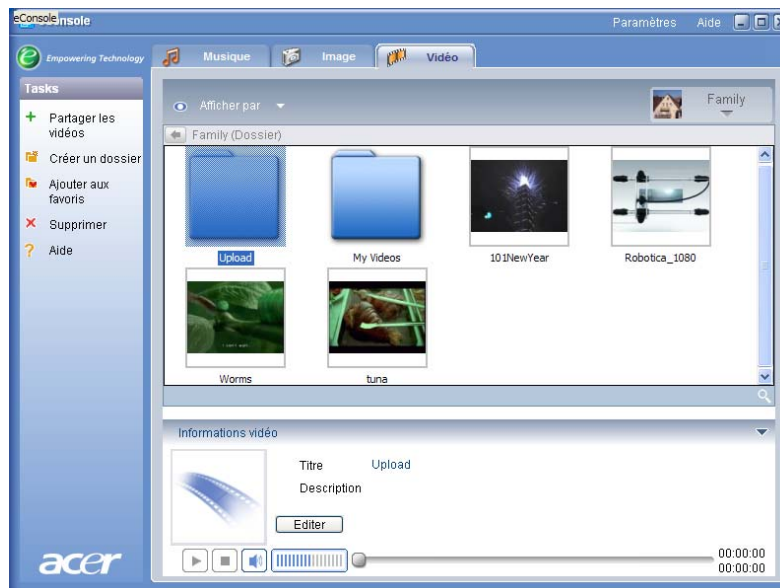 eConsole
Console
Paramètres Aide
Empowering Technology
Musique
Image
Vidéo
Tasks
Partager les vidéos
Créer un dossier
Ajouter aux favoris
Supprimer
Aide
Afficher par
Family
Family (Dossier)
Upload
My Videos
101NewYear
Robotica_1080
Worms
tuna
Informations vidéo
Titre Upload
Description
Editer
00:00:00
00:00:00
acer